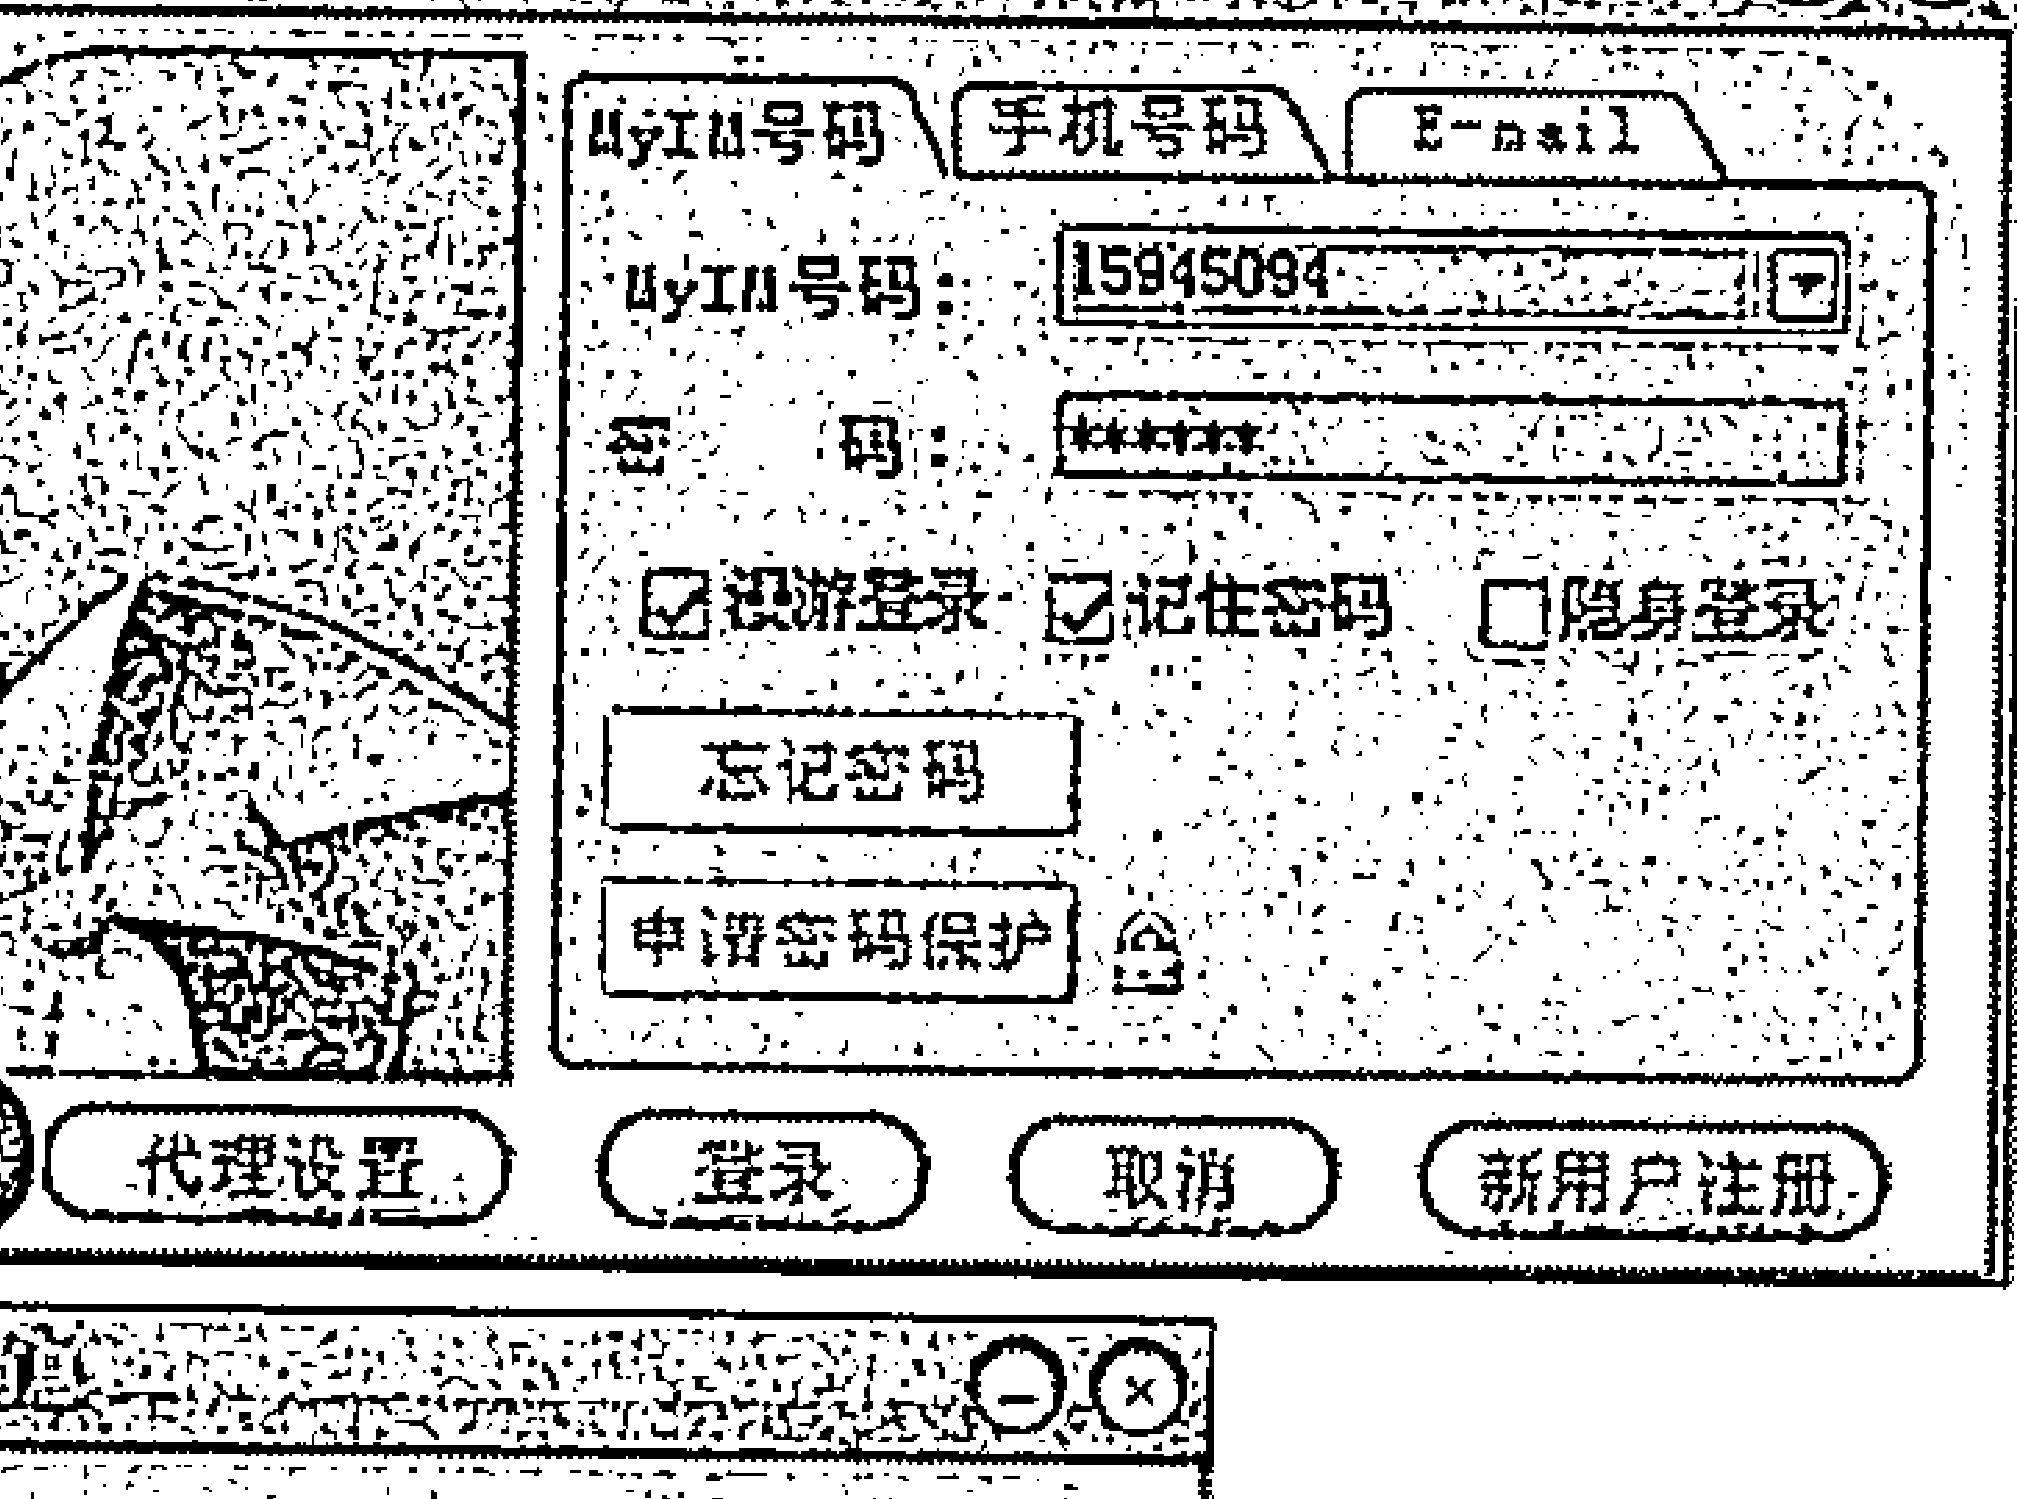 MyIM号码 手机号码 E-mail
MyIM号码： 15945094
密 码： ******
漫游登录 记住密码 隐身登录
忘记密码
申请密码保护
代理设置 登录 取消 新用户注册